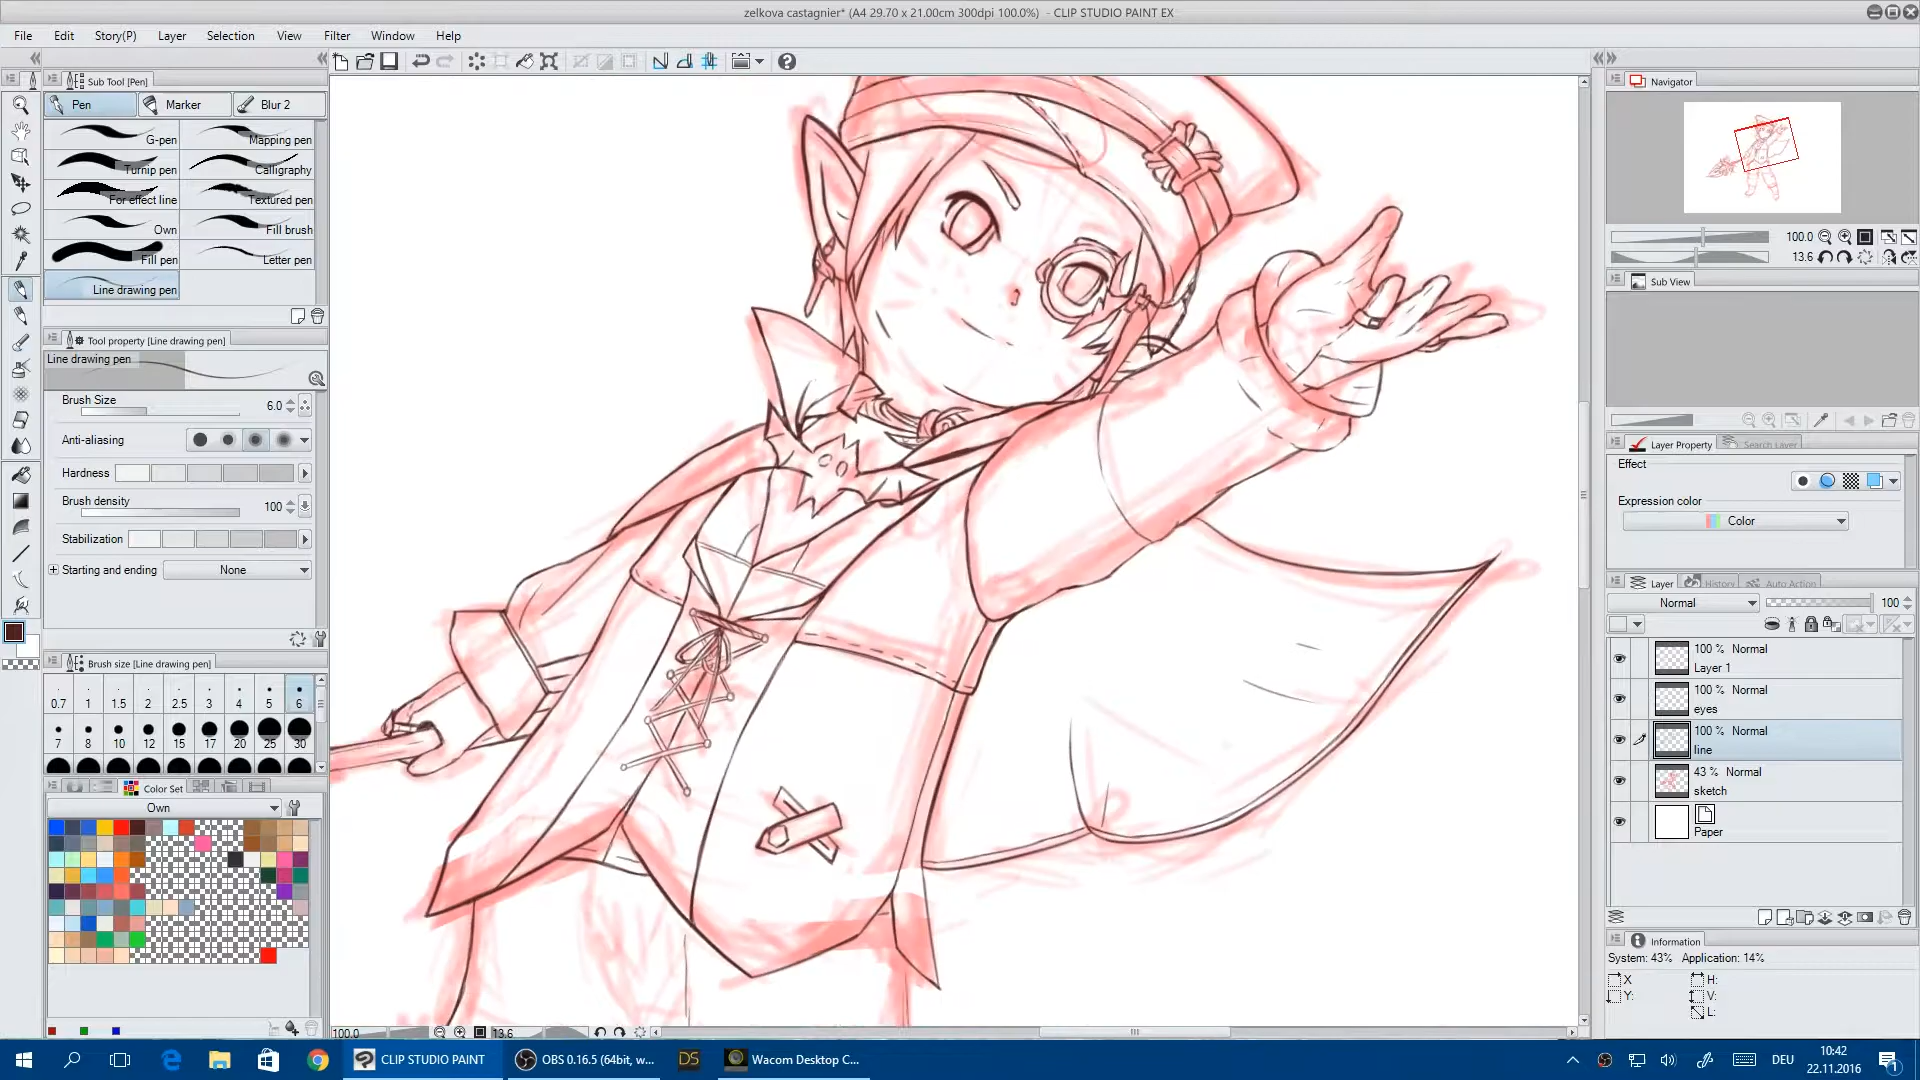 zelkova castagnier* (A4 29.70 x 21.00cm 300dpi 100.0%) - CLIP STUDIO PAINT EX
File Edit Story(P) Layer Selection View Filter Window Help
Sub Tool [Pen]
Pen Marker Blur 2
G-pen Mapping pen
Turnip pen Calligraphy
For effect line Textured pen
Own Fill brush
Fill pen Letter pen
Line drawing pen
Tool property [Line drawing pen]
Line drawing pen
Brush Size 6.0
Anti-aliasing
Hardness
Brush density 100
Stabilization
Starting and ending None
Brush size [Line drawing pen]
0.7 1 1.5 2 2.5 3 4 5 6
7 8 10 12 15 17 20 25 30
Color Set
Own
100.0 13.6
Navigator
100.0
13.6
Sub View
Layer Property Search Layer
Effect
Expression color
Color
Layer History Auto Action
Normal 100
100 % Normal
Layer 1
100 % Normal
eyes
100 % Normal
line
43 % Normal
sketch
Paper
Information
System: 43% Application: 14%
X H:
Y: V:
L:
CLIP STUDIO PAINT OBS 0.16.5 (64bit, w... DS Wacom Desktop C... DEU 10:42
22.11.2016
1